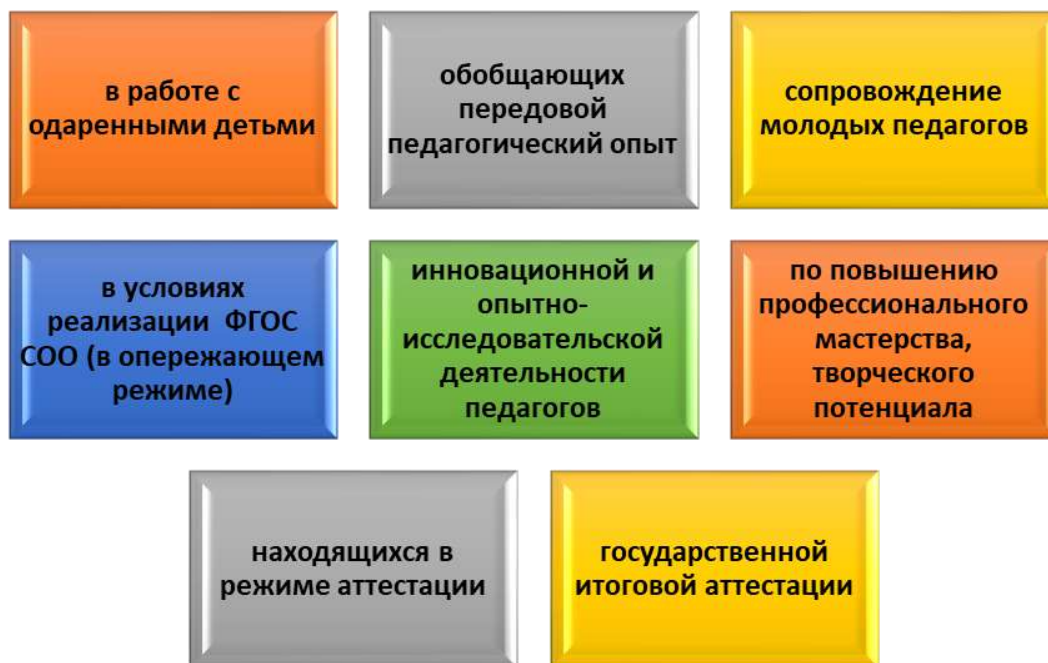 в работе с
одаренными детьми
обобщающих
передовой
педагогический опыт
сопровождение
молодых педагогов
в условиях
реализации ФГОС
СОО (в опережающем
режиме)
инновационной и
опытно-
исследовательской
деятельности
педагогов
по повышению
профессионального
мастерства,
творческого
потенциала
находящихся в
режиме аттестации
государственной
итоговой аттестации